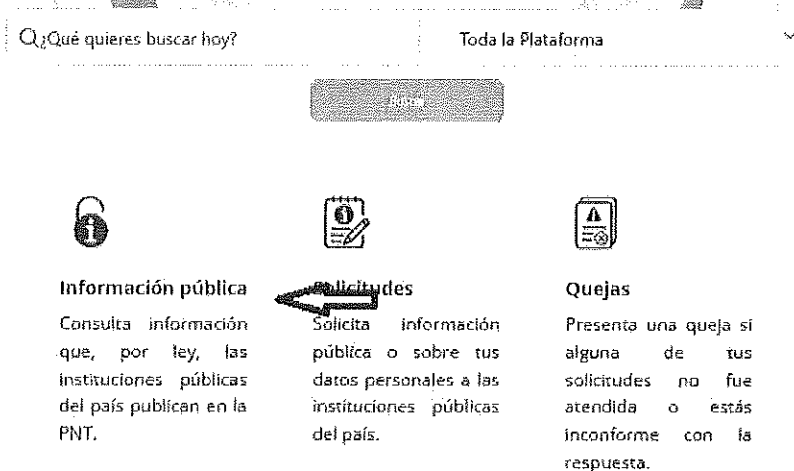 ¿Qué quieres buscar hoy?
Toda la Plataforma
Información pública
Consulta información
que, por ley, las
instituciones públicas
del país publican en la
PNT.
Solicitudes
Solicita información
pública o sobre tus
datos personales a las
instituciones públicas
del país.
Quejas
Presenta una queja si
alguna de tus
solicitudes no fue
atendida o estás
inconforme con la
respuesta.